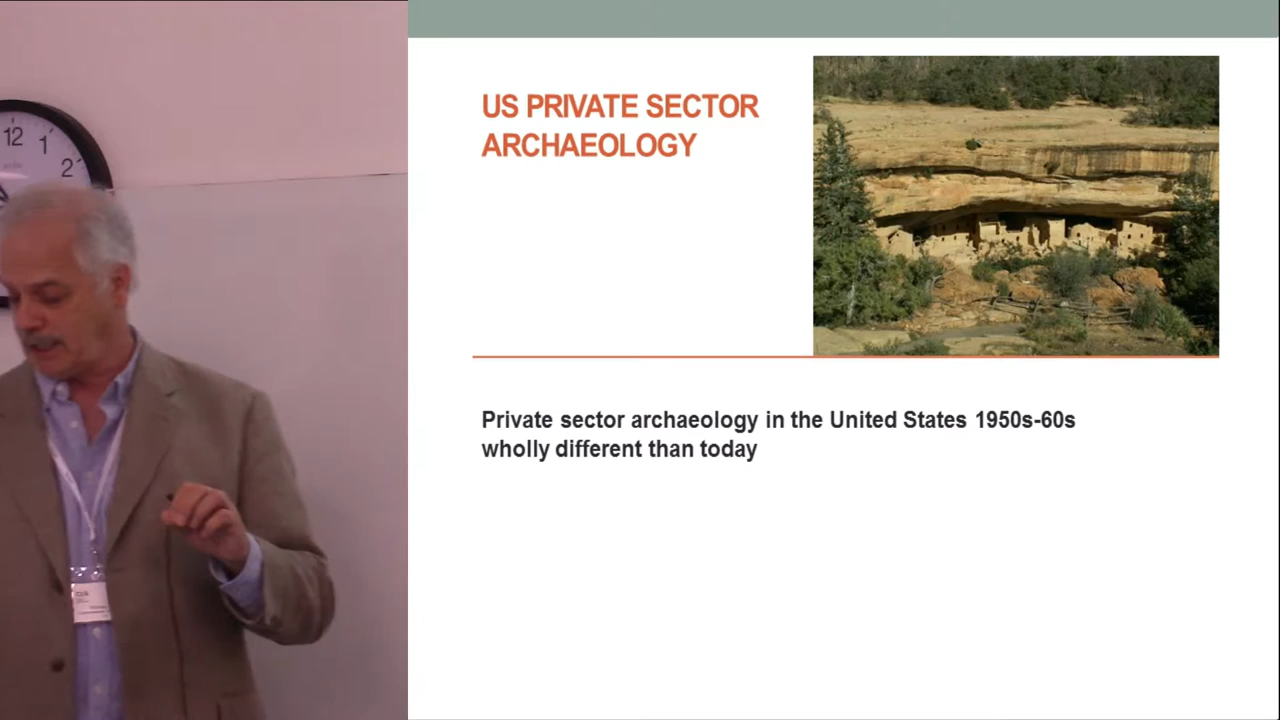 12
1
2
US PRIVATE SECTOR
ARCHAEOLOGY
Private sector archaeology in the United States 1950s-60s
wholly different than today